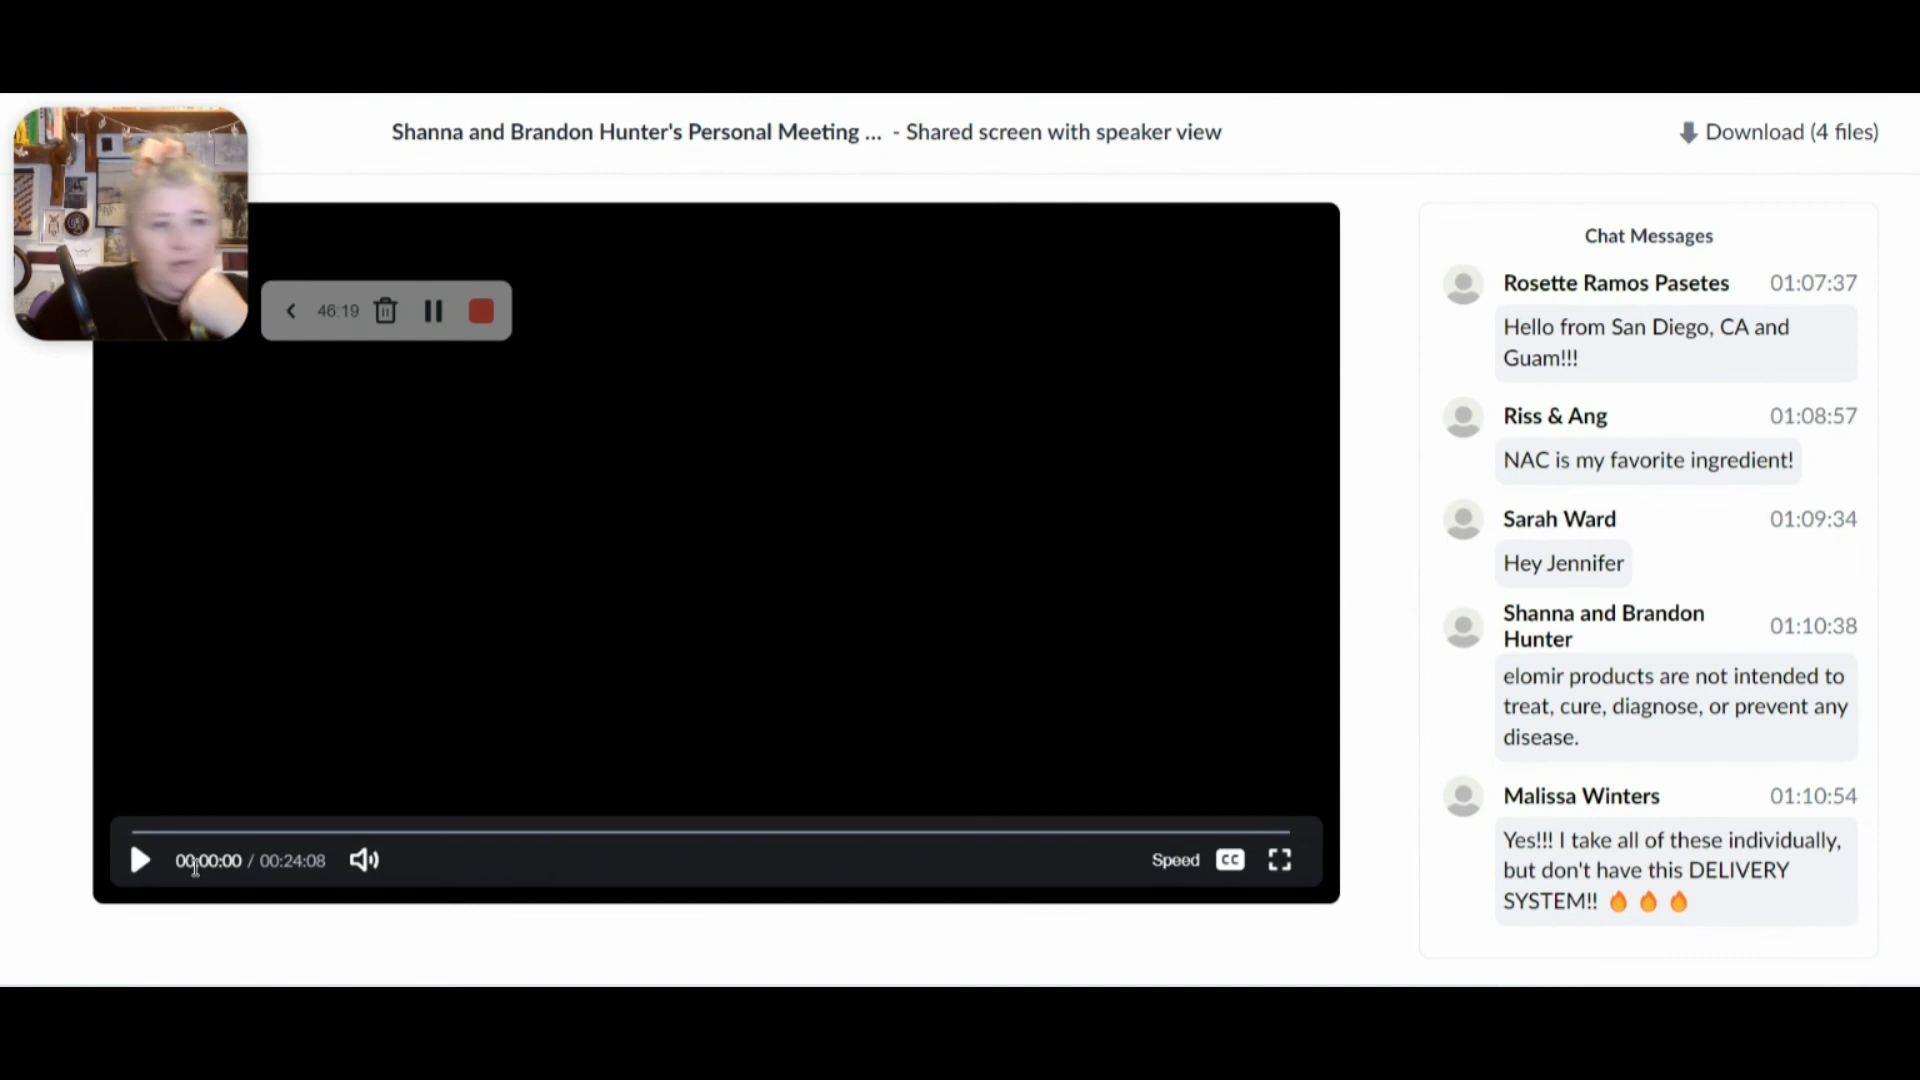 Shanna and Brandon Hunter's Personal Meeting ... - Shared screen with speaker view
Download (4 files)
46:19
00:00:00 / 00:24:08
Speed
CC
Chat Messages
Rosette Ramos Pasetes 01:07:37
Hello from San Diego, CA and
Guam!!!
Riss & Ang 01:08:57
NAC is my favorite ingredient!
Sarah Ward 01:09:34
Hey Jennifer
Shanna and Brandon
Hunter 01:10:38
elomir products are not intended to
treat, cure, diagnose, or prevent any
disease.
Malissa Winters 01:10:54
Yes!!! I take all of these individually,
but don't have this DELIVERY
SYSTEM!! 🔥 🔥 🔥